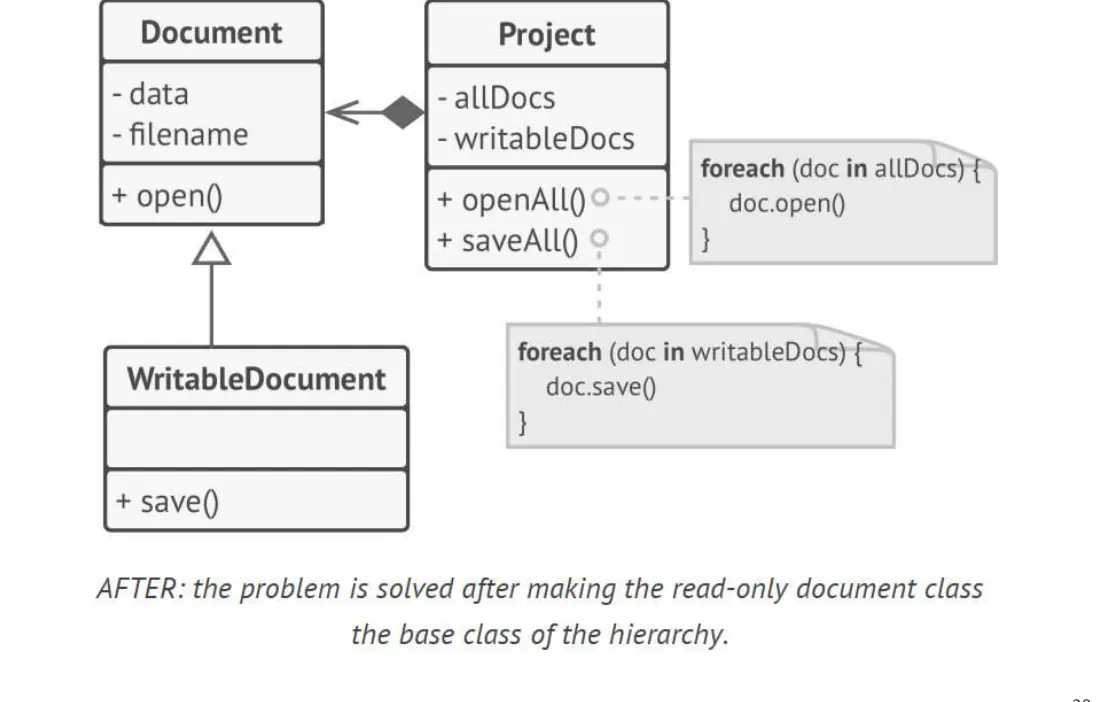 Document
- data
- filename
+ open()
Project
- allDocs
- writableDocs
+ openAll()
+ saveAll()
foreach (doc in allDocs) {
doc.open()
}
foreach (doc in writableDocs) {
doc.save()
}
WritableDocument
+ save()
AFTER: the problem is solved after making the read-only document class
the base class of the hierarchy.